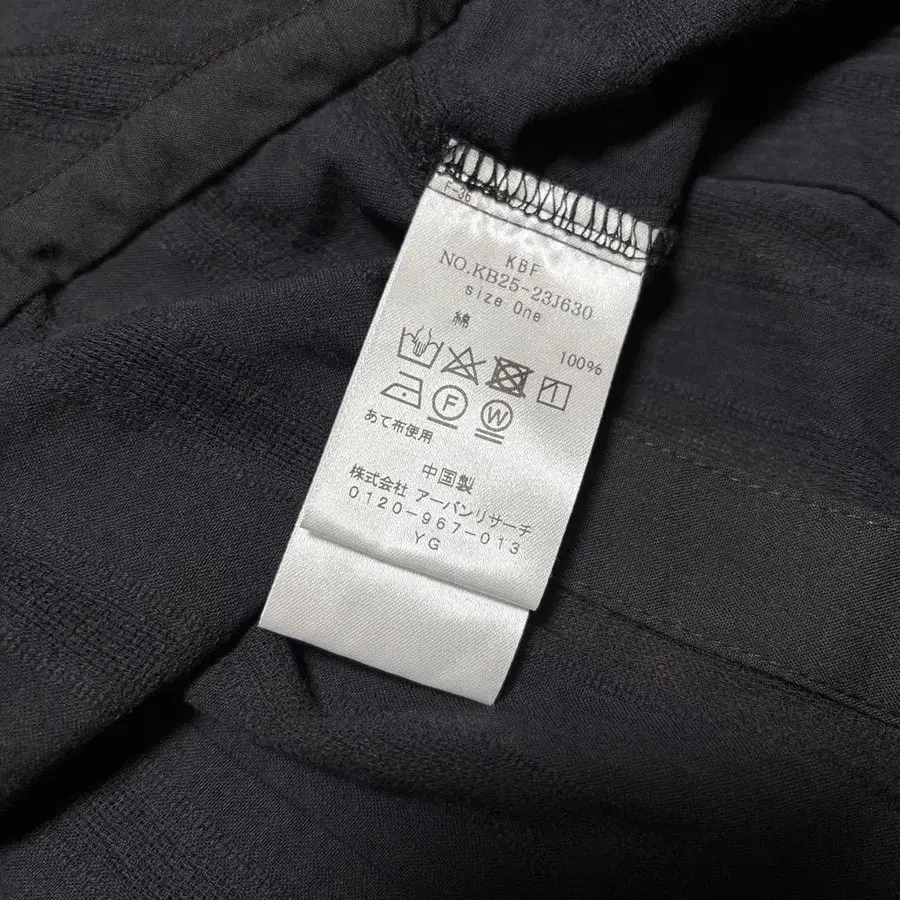 F-36
KBF
NO.KB25-23J630
size One
綿 100%
F W
あて布使用
中国製
株式会社 アーバンリサーチ
0120-967-013
YG